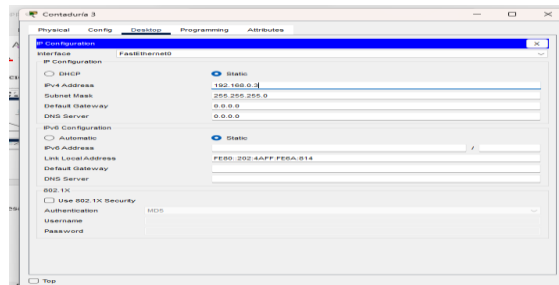 Contaduría 3
Physical Config Desktop Programming Attributes
IP Configuration X
Interface FastEthernet0
IP Configuration
DHCP Static
IPv4 Address 192.168.0.3
Subnet Mask 255.255.255.0
Default Gateway 0.0.0.0
DNS Server 0.0.0.0
IPv6 Configuration
Automatic Static
IPv6 Address /
Link Local Address FE80::202:4AFF:FE6A:814
Default Gateway
DNS Server
802.1X
Use 802.1X Security
Authentication MD5
Username
Password
Top